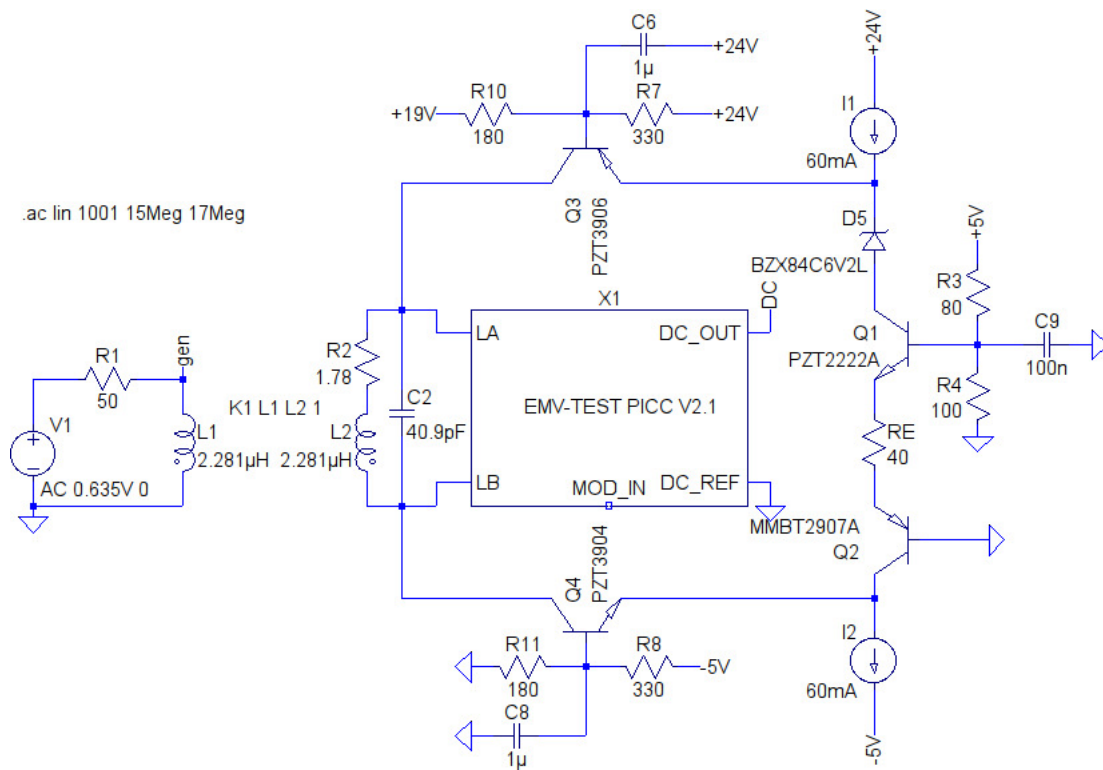 C6
+24V
1µ
R10
R7
+19V
+24V
180
330
+24V
I1
60mA
.ac lin 1001 15Meg 17Meg
Q3
PZT3906
D5
BZX84C6V2L
+5V
X1
DC
R3
80
gen
LA
DC_OUT
Q1
C9
R1
R2
PZT2222A
100n
50
1.78
C2
EMV-TEST PICC V2.1
R4
V1
K1 L1 L2 1
100
L1
L2
40.9pF
RE
2.281µH
2.281µH
40
AC 0.635V 0
LB
MOD_IN
DC_REF
MMBT2907A
Q2
Q4
PZT3904
R11
R8
I2
-5V
180
330
60mA
C8
1µ
-5V